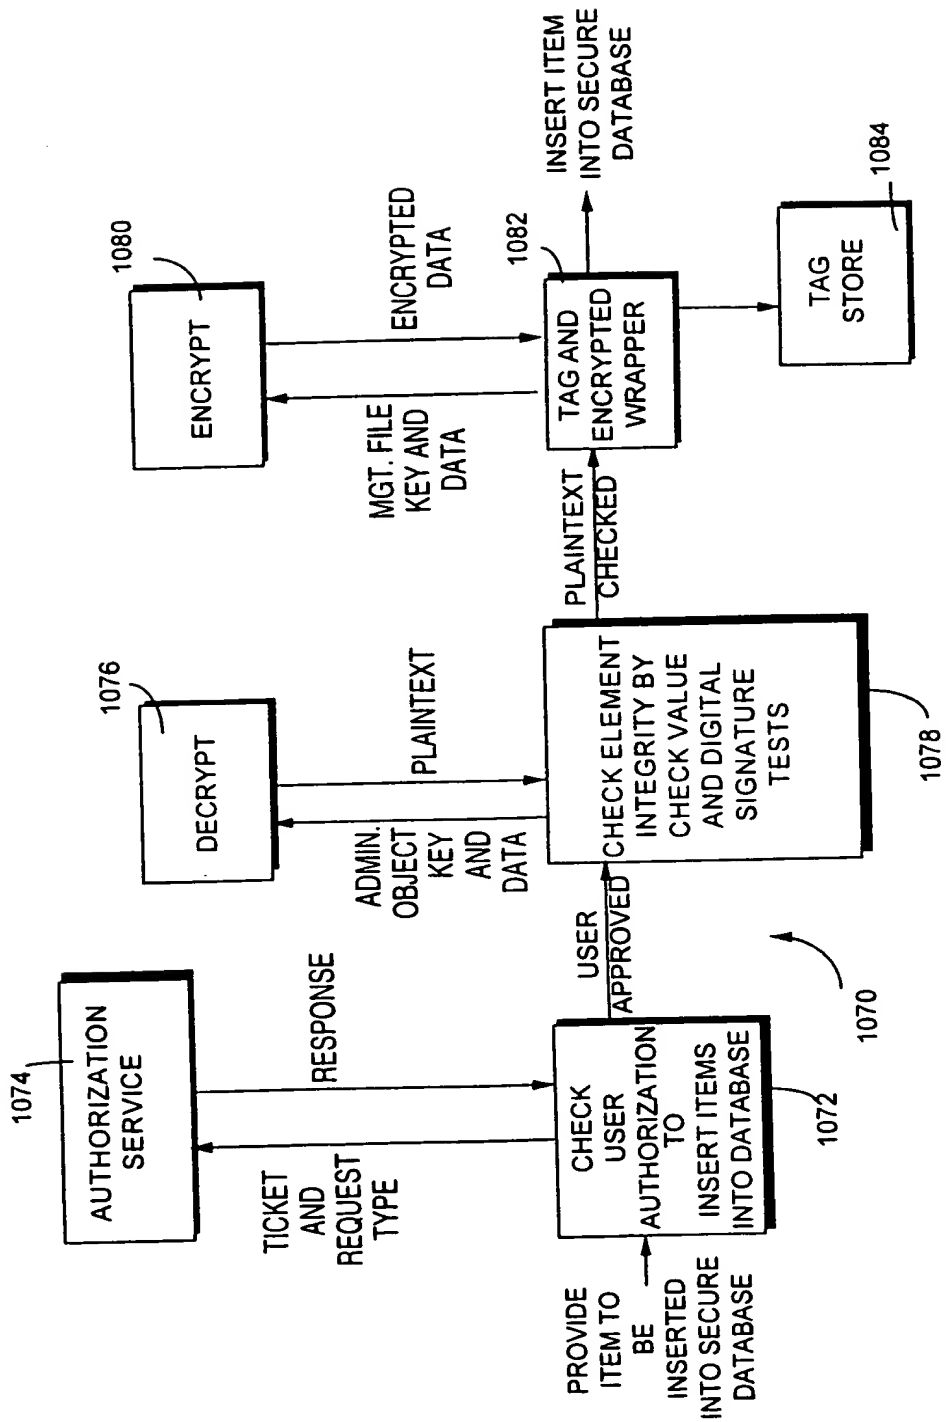 1074
AUTHORIZATION
SERVICE
TICKET
AND
REQUEST
TYPE
RESPONSE
PROVIDE
ITEM TO
BE
INSERTED
INTO SECURE
DATABASE
CHECK
USER
AUTHORIZATION
TO
INSERT ITEMS
INTO DATABASE
1072
USER
APPROVED
1070
1076
DECRYPT
ADMIN.
OBJECT
KEY
AND
DATA
PLAINTEXT
CHECK ELEMENT
INTEGRITY BY
CHECK VALUE
AND DIGITAL
SIGNATURE
TESTS
1078
PLAINTEXT
CHECKED
1080
ENCRYPT
MGT. FILE
KEY AND
DATA
ENCRYPTED
DATA
1082
TAG AND
ENCRYPTED
WRAPPER
INSERT ITEM
INTO SECURE
DATABASE
TAG
STORE
1084